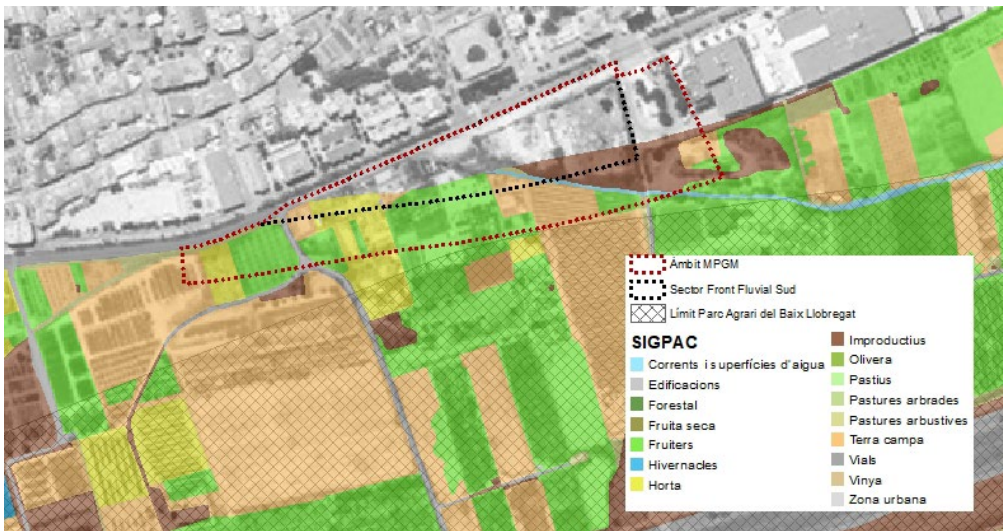 Àmbit MPGM
Sector Front Fluvial Sud
Límit Parc Agrari del Baix Llobregat
SIGPAC
Corrents i superfícies d'aigua
Edificacions
Forestal
Fruita seca
Fruiters
Hivernacles
Horta
Improductius
Olivera
Pastius
Pastures arbrades
Pastures arbustives
Terra campa
Vials
Vinya
Zona urbana